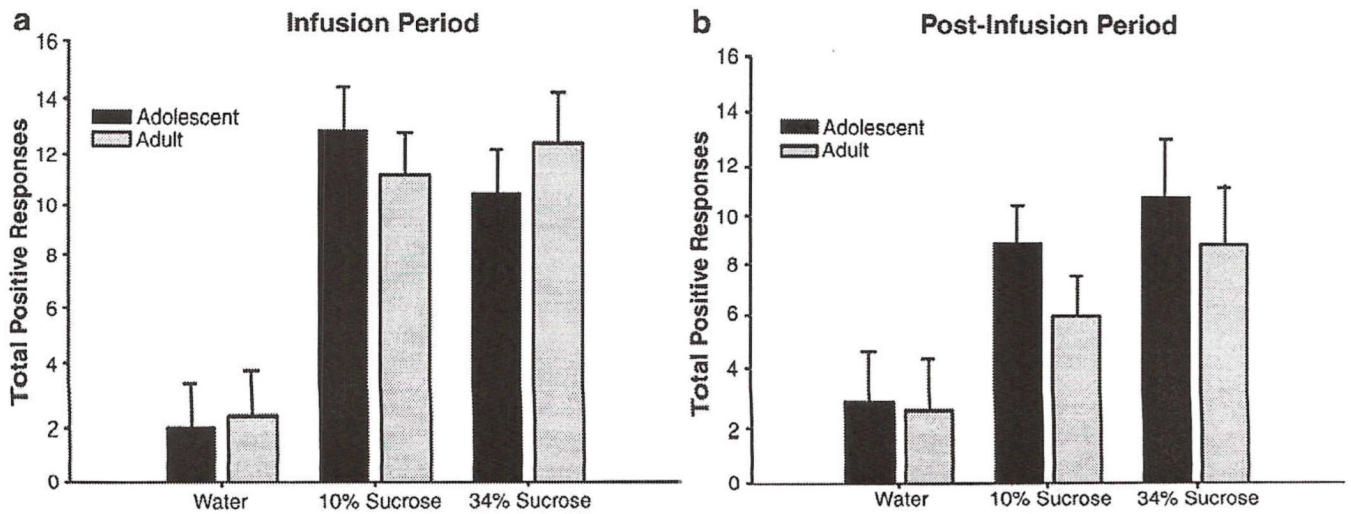 a
Infusion Period
Total Positive Responses
16
14
12
10
8
6
4
2
0
Adolescent
Adult
Water
10% Sucrose
34% Sucrose
b
Post-Infusion Period
Total Positive Responses
16
14
12
10
8
6
4
2
0
Adolescent
Adult
Water
10% Sucrose
34% Sucrose